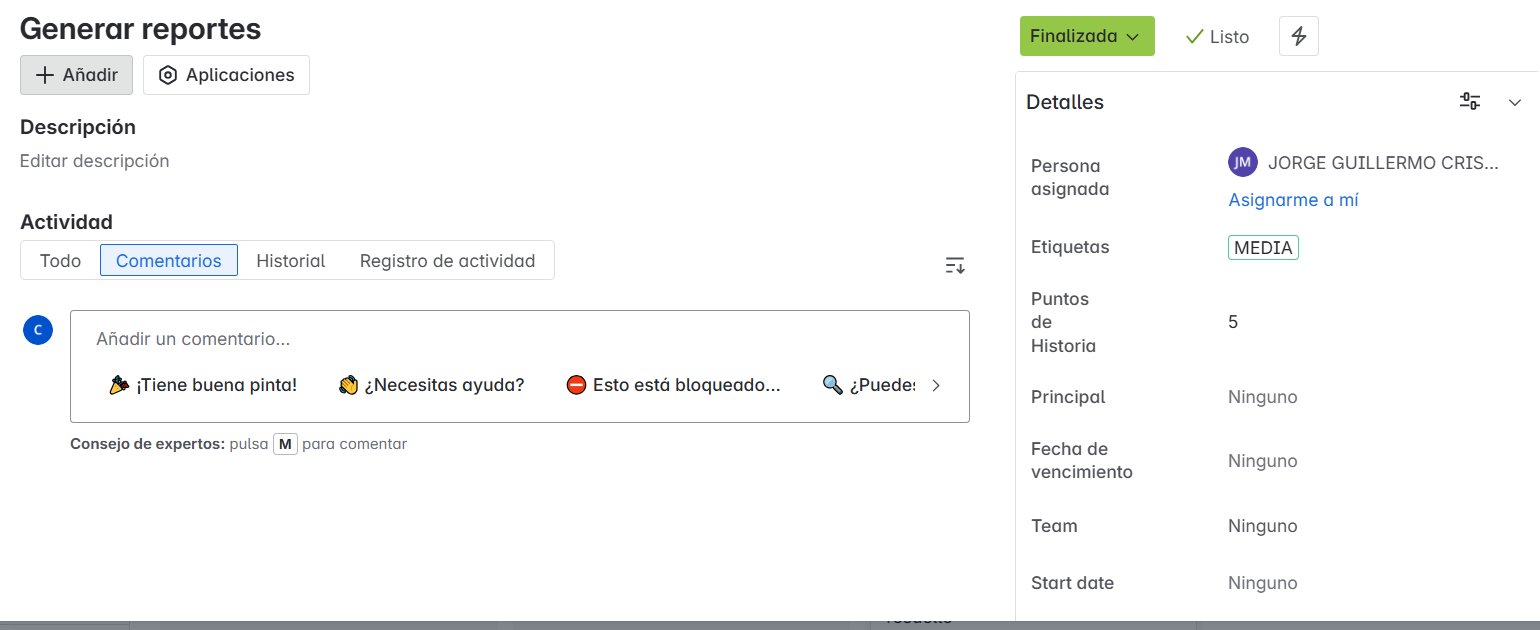 Generar reportes
Añadir
Aplicaciones
Descripción
Editar descripción
Actividad
Todo
Comentarios
Historial
Registro de actividad
C
Añadir un comentario...
¡Tiene buena pinta!
¿Necesitas ayuda?
Esto está bloqueado...
¿Puedes
Consejo de expertos: pulsa M para comentar
Finalizada
Listo
Detalles
Persona
asignada
JM
JORGE GUILLERMO CRIS...
Asignarme a mí
Etiquetas
MEDIA
Puntos
de
Historia
5
Principal
Ninguno
Fecha de
vencimiento
Ninguno
Team
Ninguno
Start date
Ninguno